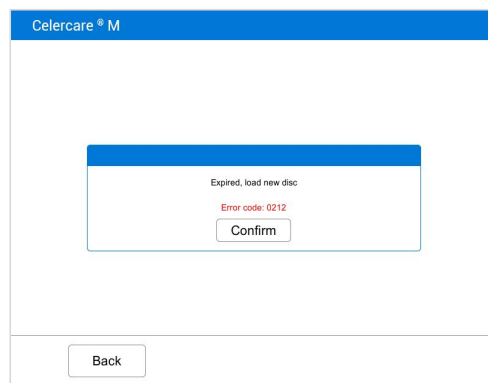 Celercare ® M
Expired, load new disc
Error code: 0212
Confirm
Back